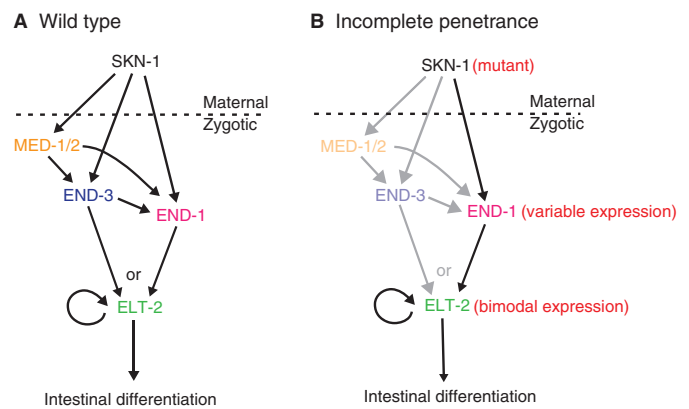 A Wild type
SKN-1
Maternal
Zygotic
MED-1/2
END-3
END-1
or
ELT-2
Intestinal differentiation
B Incomplete penetrance
SKN-1 (mutant)
Maternal
Zygotic
MED-1/2
END-3
END-1 (variable expression)
or
ELT-2 (bimodal expression)
Intestinal differentiation